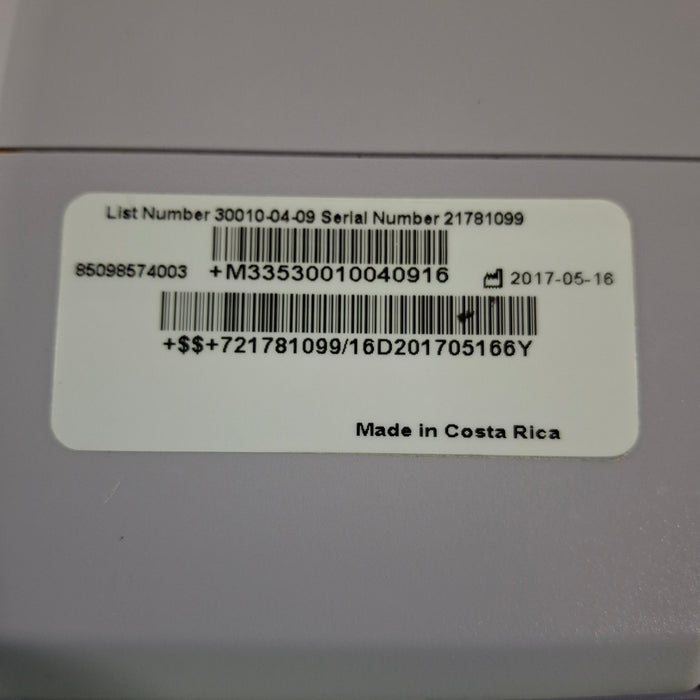 List Number 30010-04-09 Serial Number 21781099
85098574003 +M33530010040916 2017-05-16
+$$+721781099/16D201705166Y
Made in Costa Rica